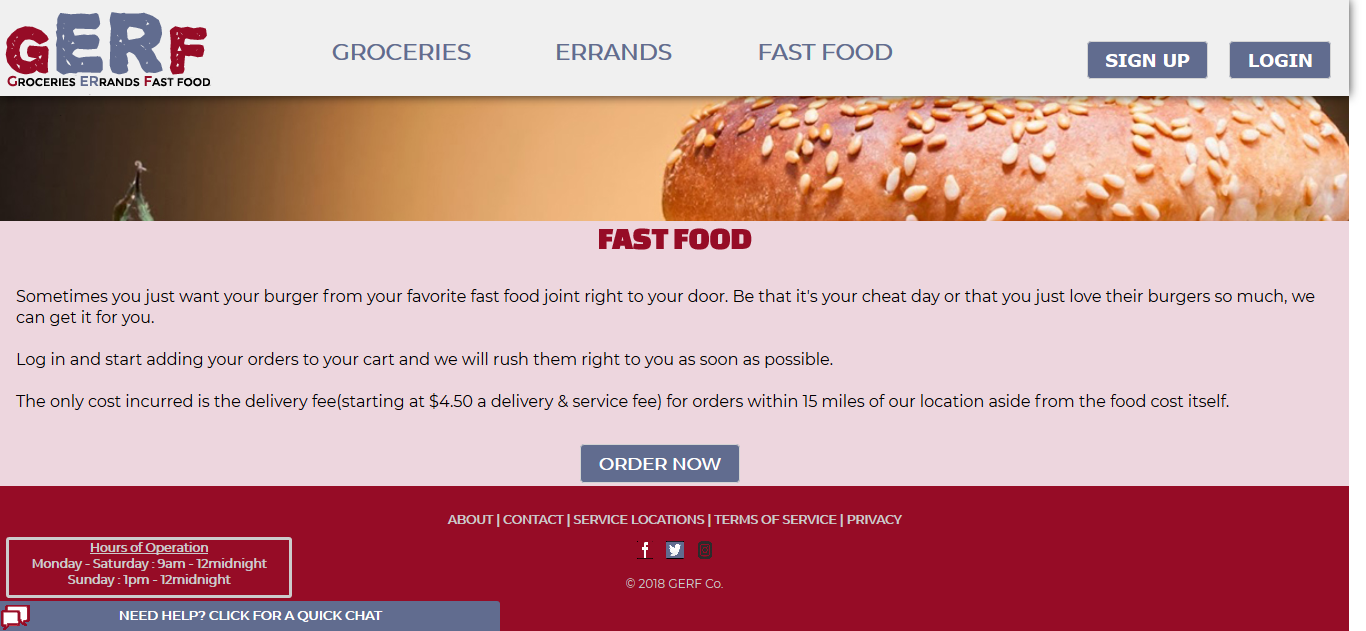 GERF
GROCERIES ERRANDS FAST FOOD
GROCERIES ERRANDS FAST FOOD
SIGN UP LOGIN
FAST FOOD
Sometimes you just want your burger from your favorite fast food joint right to your door. Be that it's your cheat day or that you just love their burgers so much, we
can get it for you.
Log in and start adding your orders to your cart and we will rush them right to you as soon as possible.
The only cost incurred is the delivery fee(starting at $4.50 a delivery & service fee) for orders within 15 miles of our location aside from the food cost itself.
ORDER NOW
ABOUT | CONTACT | SERVICE LOCATIONS | TERMS OF SERVICE | PRIVACY
f
© 2018 GERF Co.
Hours of Operation
Monday - Saturday : 9am - 12midnight
Sunday : 1pm - 12midnight
NEED HELP? CLICK FOR A QUICK CHAT